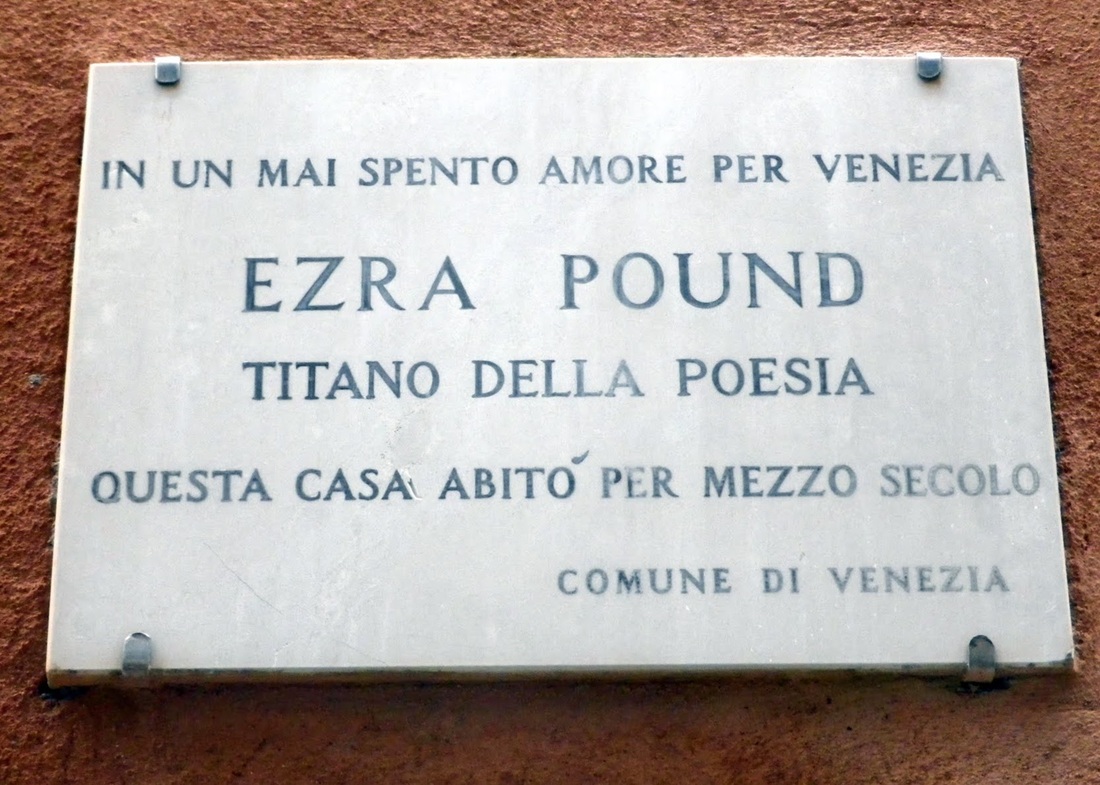 IN UN MAI SPENTO AMORE PER VENEZIA
EZRA POUND
TITANO DELLA POESIA
QUESTA CASA ABITÒ PER MEZZO SECOLO
COMUNE DI VENEZIA